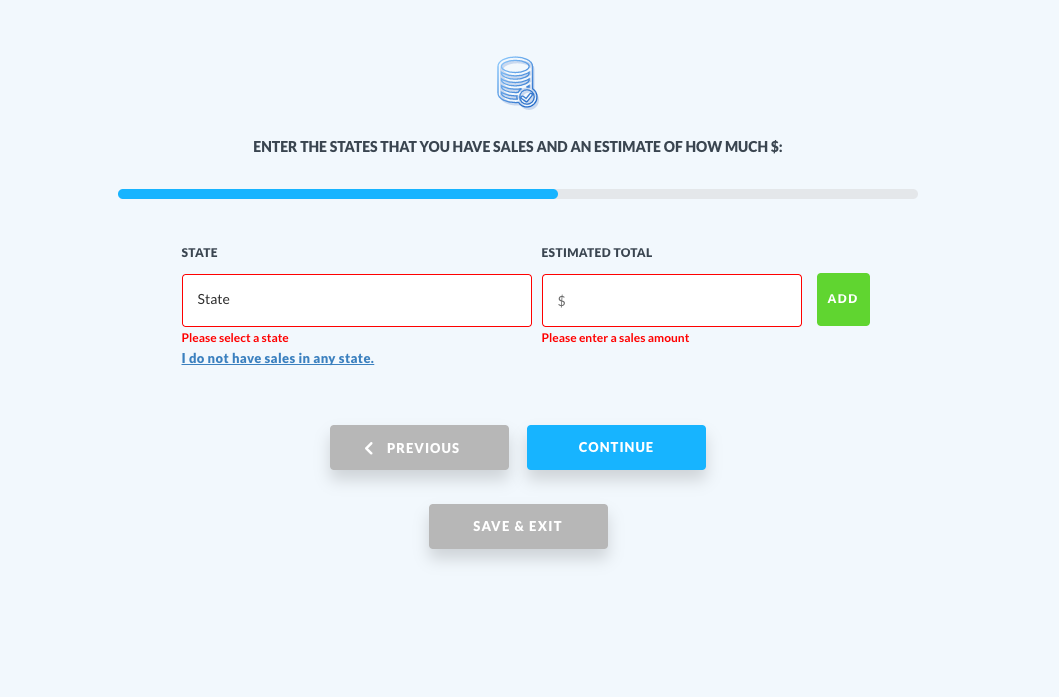 ENTER THE STATES THAT YOU HAVE SALES AND AN ESTIMATE OF HOW MUCH $:
STATE
ESTIMATED TOTAL
State
$
ADD
Please select a state
Please enter a sales amount
I do not have sales in any state.
PREVIOUS
CONTINUE
SAVE & EXIT